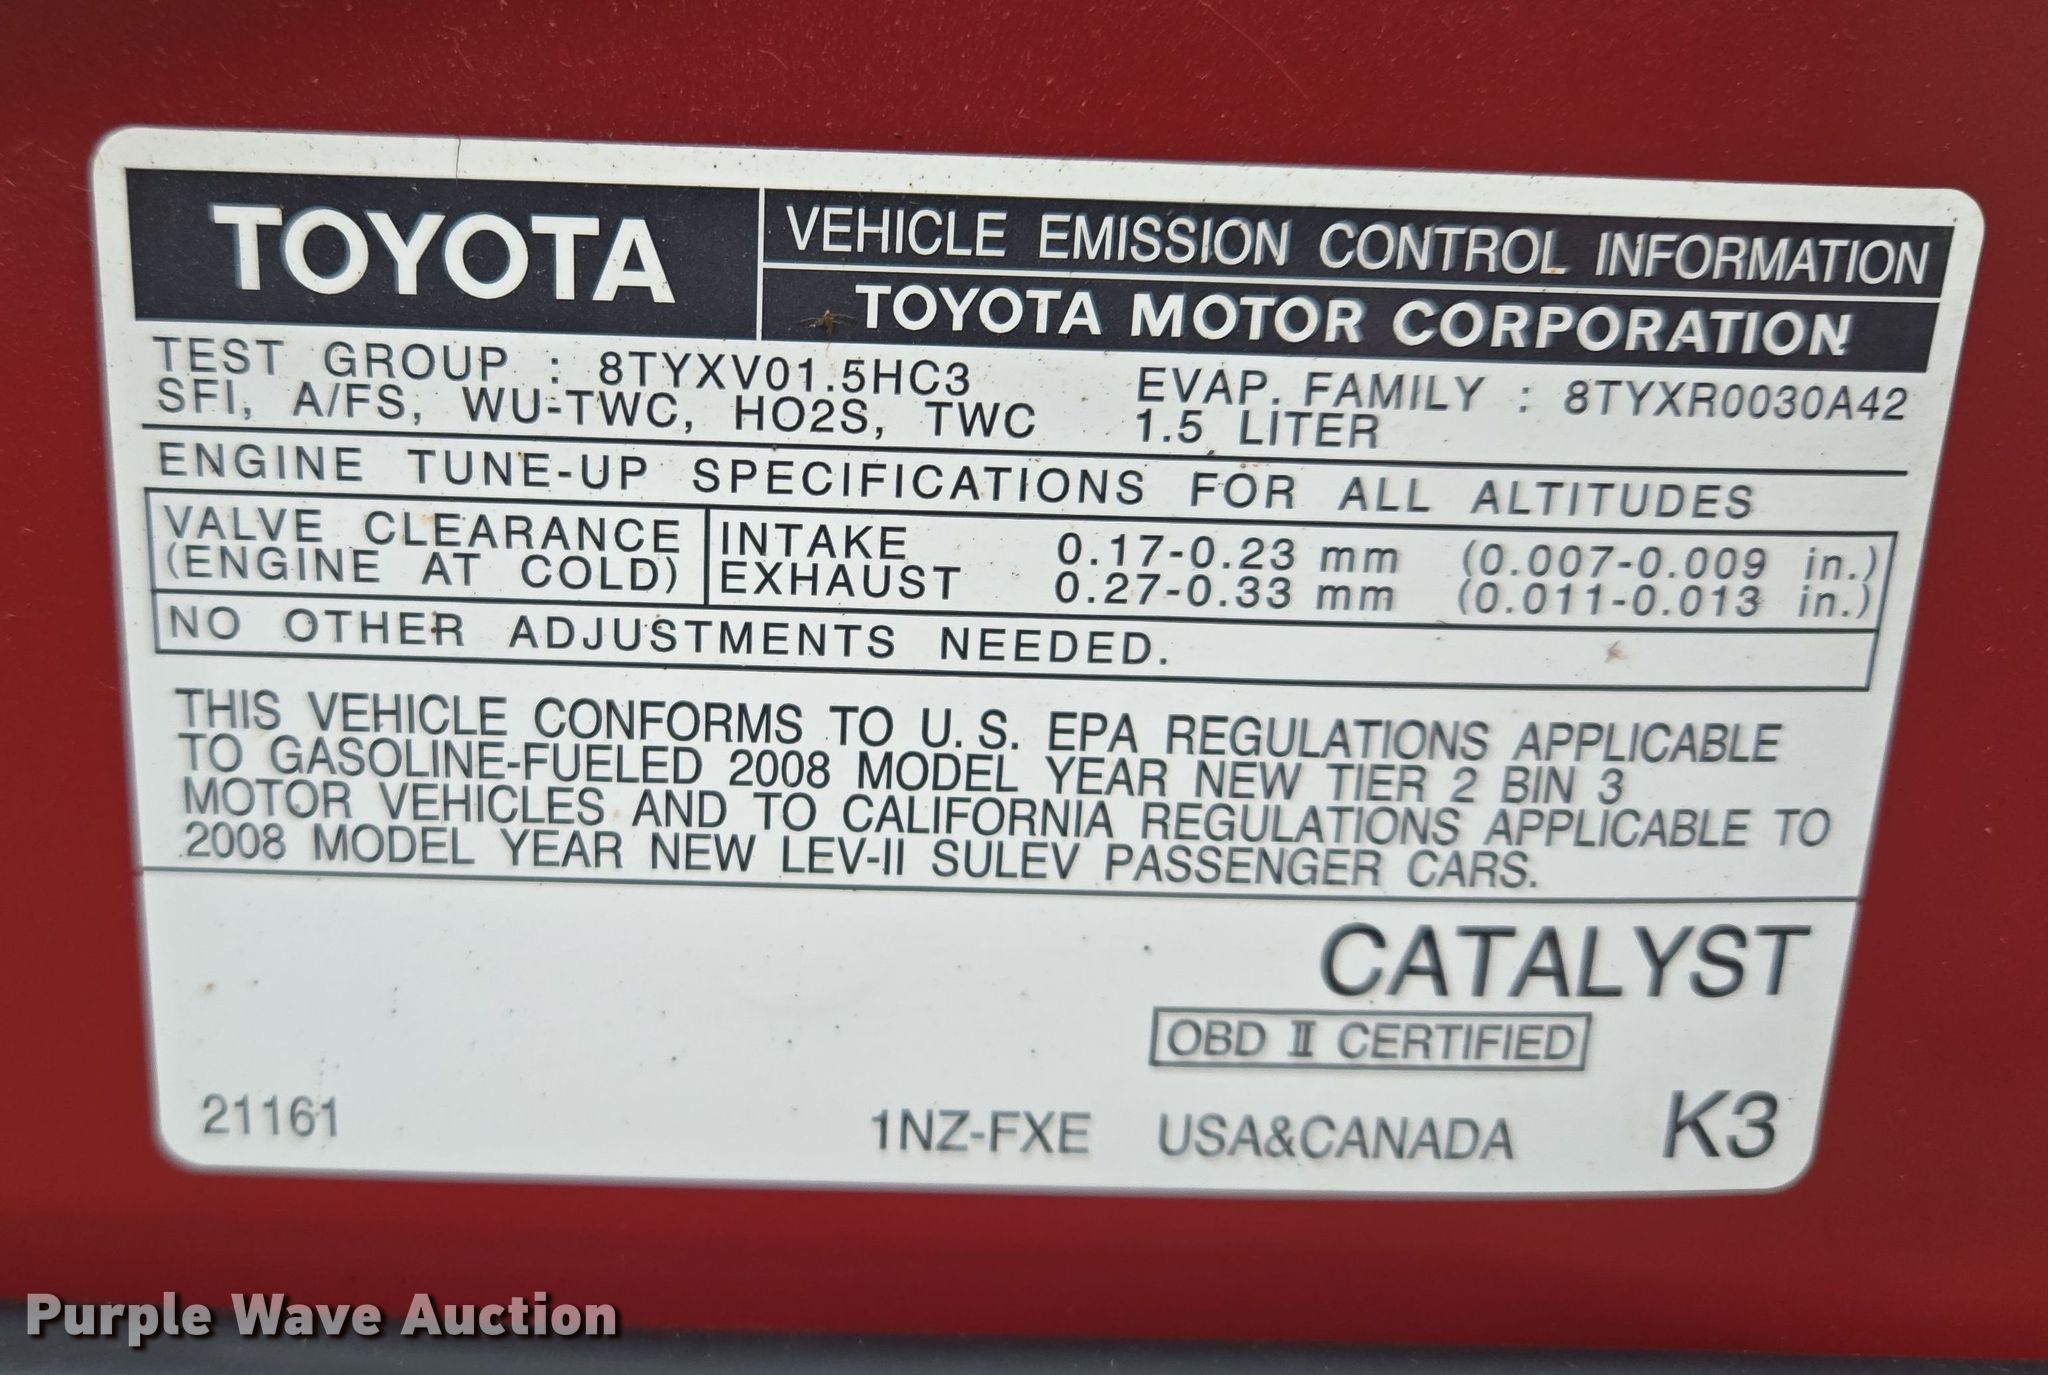 TOYOTA
VEHICLE EMISSION CONTROL INFORMATION
TOYOTA MOTOR CORPORATION
TEST GROUP : 8TYXV01.5HC3
EVAP. FAMILY : 8TYXR0030A42
SFI, A/FS, WU-TWC, HO2S, TWC
1.5 LITER
ENGINE TUNE-UP SPECIFICATIONS FOR ALL ALTITUDES
VALVE CLEARANCE
(ENGINE AT COLD)
INTAKE 0.17-0.23 mm (0.007-0.009 in.)
EXHAUST 0.27-0.33 mm (0.011-0.013 in.)
NO OTHER ADJUSTMENTS NEEDED.
THIS VEHICLE CONFORMS TO U.S. EPA REGULATIONS APPLICABLE
TO GASOLINE-FUELED 2008 MODEL YEAR NEW TIER 2 BIN 3
MOTOR VEHICLES AND TO CALIFORNIA REGULATIONS APPLICABLE TO
2008 MODEL YEAR NEW LEV-II SULEV PASSENGER CARS.
CATALYST
OBD II CERTIFIED
21161 1NZ-FXE USA&CANADA K3
Purple Wave Auction